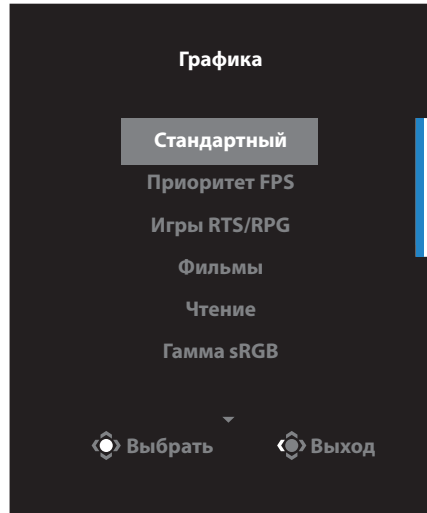 Графика
Стандартный
Приоритет FPS
Игры RTS/RPG
Фильмы
Чтение
Гамма sRGB
Выбрать Выход